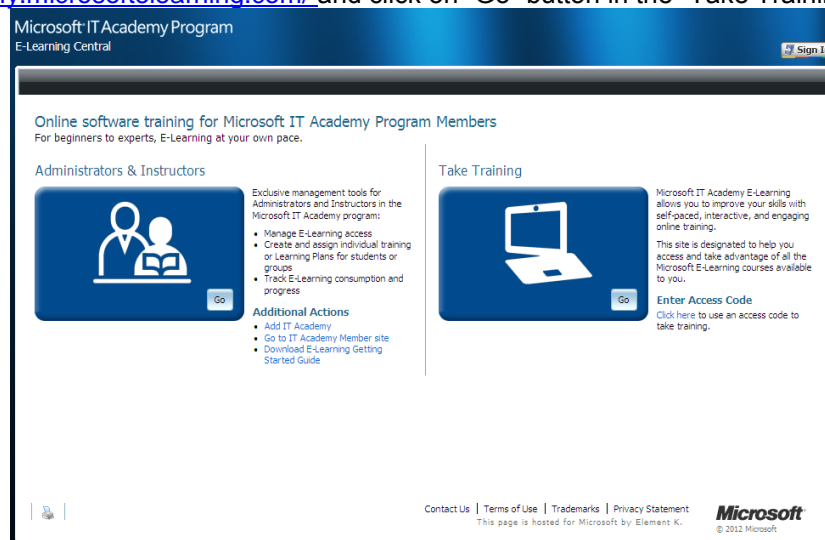 y.microsoftelearning.com/ and click on "Go" button in the "Take Trainin
Microsoft IT Academy Program
E-Learning Central
Sign I
Online software training for Microsoft IT Academy Program Members
For beginners to experts, E-Learning at your own pace.
Administrators & Instructors
Exclusive management tools for
Administrators and Instructors in the
Microsoft IT Academy program:
• Manage E-Learning access
• Create and assign individual training
or Learning Plans for students or
groups
• Track E-Learning consumption and
progress
Go
Additional Actions
• Add IT Academy
• Go to IT Academy Member site
• Download E-Learning Getting
Started Guide
Take Training
Microsoft IT Academy E-Learning
allows you to improve your skills with
self-paced, interactive, and engaging
online training.
This site is designated to help you
access and take advantage of all the
Microsoft E-Learning courses available
to you.
Go
Enter Access Code
Click here to use an access code to
take training.
Contact Us | Terms of Use | Trademarks | Privacy Statement
This page is hosted for Microsoft by Element K.
Microsoft
© 2012 Microsoft